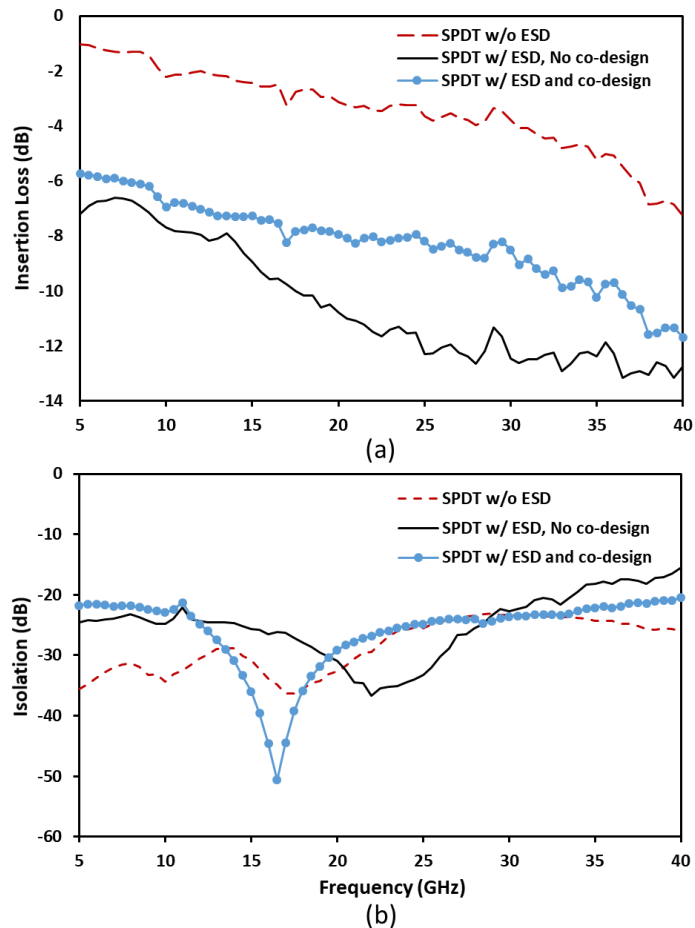 0
-2
-4
-6
-8
-10
-12
-14
Insertion Loss (dB)
SPDT w/o ESD
SPDT w/ ESD, No co-design
SPDT w/ ESD and co-design
5 10 15 20 25 30 35 40
(a)
0
-10
-20
-30
-40
-50
-60
Isolation (dB)
SPDT w/o ESD
SPDT w/ ESD, No co-design
SPDT w/ ESD and co-design
5 10 15 20 25 30 35 40
Frequency (GHz)
(b)